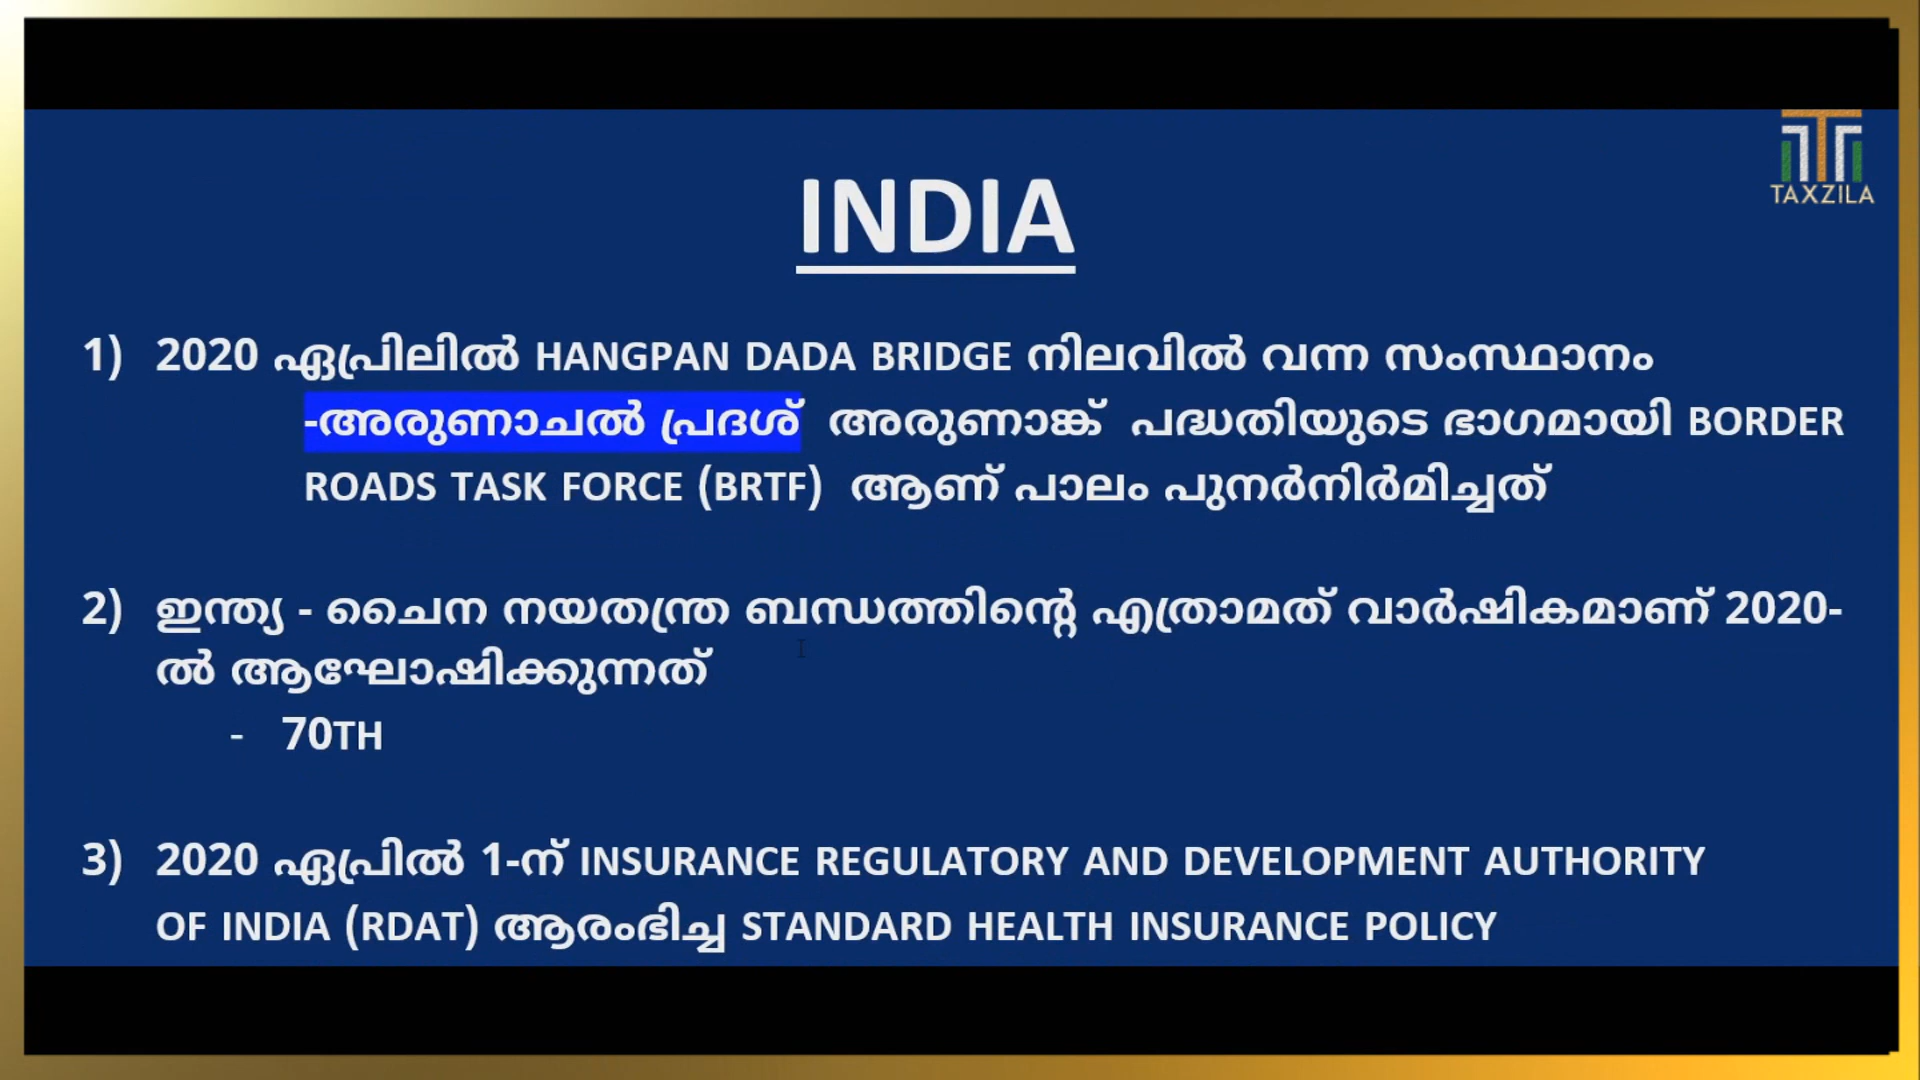 TAXZILA
INDIA
1) 2020 ഏപ്രിലിൽ HANGPAN DADA BRIDGE നിലവിൽ വന്ന സംസ്ഥാനം
-അരുണാചൽ പ്രദശ് അരുണാങ്ക് പദ്ധതിയുടെ ഭാഗമായി BORDER
ROADS TASK FORCE (BRTF) ആണ് പാലം പുനർനിർമിച്ചത്
2) ഇന്ത്യ - ചൈന നയതന്ത്ര ബന്ധത്തിന്റെ എത്രാമത് വാർഷികമാണ് 2020-
ൽ ആഘോഷിക്കുന്നത്
- 70TH
3) 2020 ഏപ്രിൽ 1-ന് INSURANCE REGULATORY AND DEVELOPMENT AUTHORITY
OF INDIA (RDAT) ആരംഭിച്ച STANDARD HEALTH INSURANCE POLICY